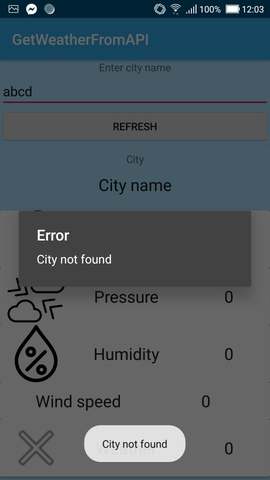 100% 12:03
GetWeatherFromAPI
Enter city name
abcd
REFRESH
City
City name
Error
City not found
Pressure 0
Humidity 0
Wind speed 0
0
City not found